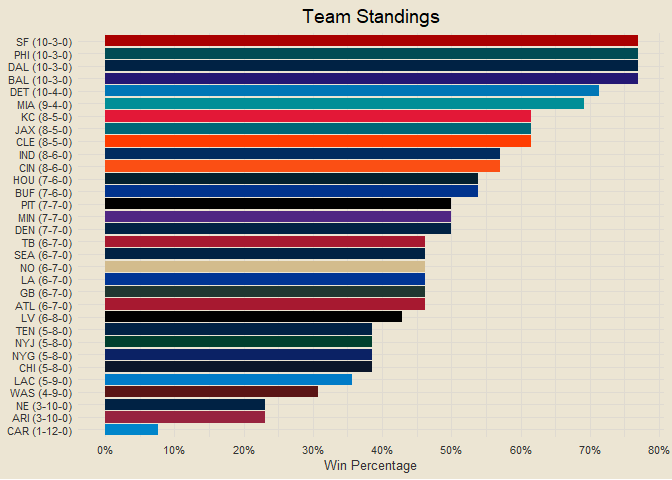 Team Standings
SF (10-3-0)
PHI (10-3-0)
DAL (10-3-0)
BAL (10-3-0)
DET (10-4-0)
MIA (9-4-0)
KC (8-5-0)
JAX (8-5-0)
CLE (8-5-0)
IND (8-6-0)
CIN (8-6-0)
HOU (7-6-0)
BUF (7-6-0)
PIT (7-7-0)
MIN (7-7-0)
DEN (7-7-0)
TB (6-7-0)
SEA (6-7-0)
NO (6-7-0)
LA (6-7-0)
GB (6-7-0)
ATL (6-7-0)
LV (6-8-0)
TEN (5-8-0)
NYJ (5-8-0)
NYG (5-8-0)
CHI (5-8-0)
LAC (5-9-0)
WAS (4-9-0)
NE (3-10-0)
ARI (3-10-0)
CAR (1-12-0)
0% 10% 20% 30% 40% 50% 60% 70% 80%
Win Percentage